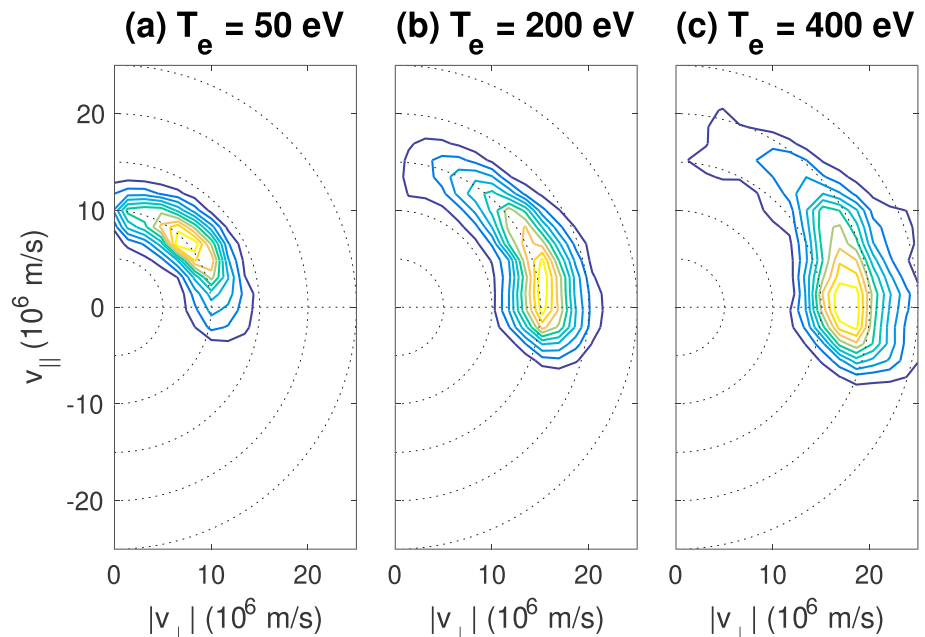 (a) T_e = 50 eV (b) T_e = 200 eV (c) T_e = 400 eV
20
10
0
-10
-20
v_|| (10^6 m/s)
0 10 20 0 10 20 0 10 20
|v_⊥| (10^6 m/s) |v_⊥| (10^6 m/s) |v_⊥| (10^6 m/s)